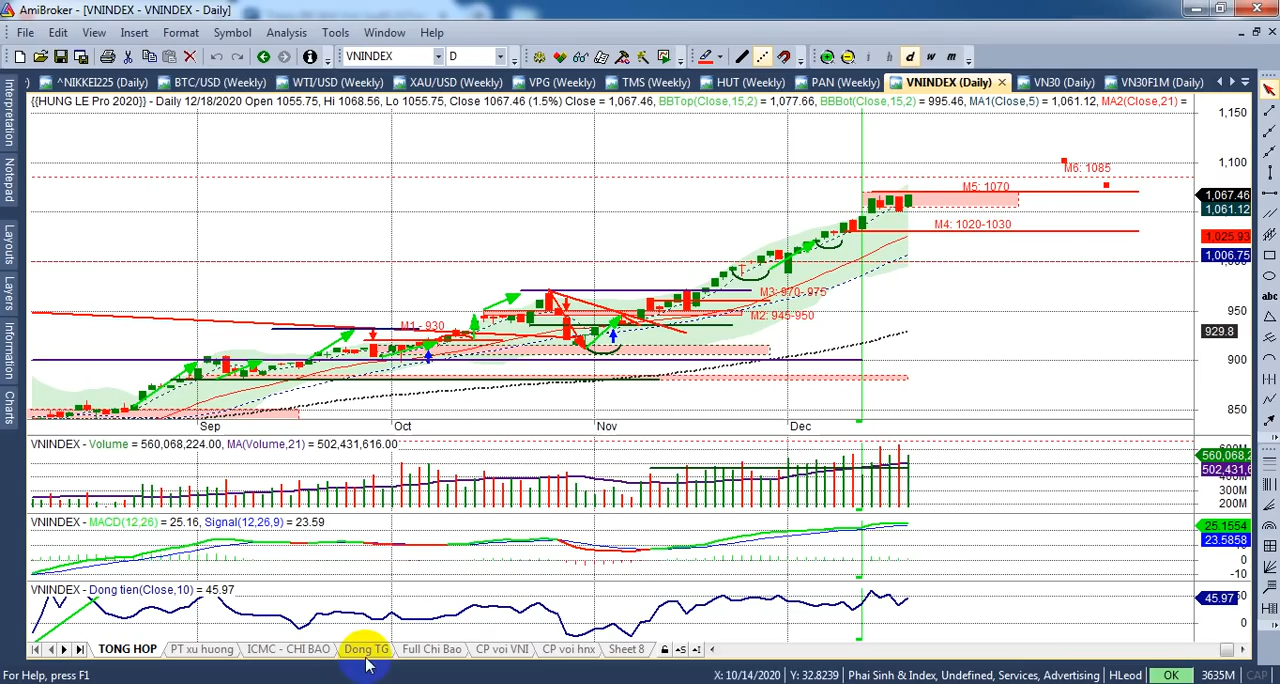 AmiBroker - [VNINDEX - VNINDEX - Daily]
File Edit View Insert Format Symbol Analysis Tools Window Help
VNINDEX D i h d w m
^NIKKEI225 (Daily) BTC/USD (Weekly) WTI/USD (Weekly) XAU/USD (Weekly) VPG (Weekly) TMS (Weekly) HUT (Weekly) PAN (Weekly) VNINDEX (Daily) VN30 (Daily) VN30F1M (Daily)
{{HUNG LE Pro 2020}} - Daily 12/18/2020 Open 1055.75, Hi 1068.56, Lo 1055.75, Close 1067.46 (1.5%) Close = 1,067.46, BBTop(Close,15,2) = 1,077.66, BBBot(Close,15,2) = 995.46, MA1(Close,5) = 1,061.12, MA2(Close,21) =
Interpretation
Notepad
Layouts
Layers
Information
Charts
1,150
1,100
M6: 1085
M5: 1070
1,067.46
1,061.12
M4: 1020-1030
1,025.93
1,006.75
M3: 970-975
950
M2: 945-950
M1 - 930
929.8
900
850
Sep Oct Nov Dec
abc
VNINDEX - Volume = 560,068,224.00, MA(Volume,21) = 502,431,616.00
560,068,2
502,431,6
300M
200M
VNINDEX - MACD(12,26) = 25.16, Signal(12,26,9) = 23.59
25.1554
23.5858
0
-10
VNINDEX - Dong tien(Close,10) = 45.97
45.97
0
TONG HOP PT xu huong ICMC - CHI BAO Dong TG Full Chi Bao CP voi VNI CP voi hnx Sheet 8
For Help, press F1 X: 10/14/2020 Y: 32.8239 Phai Sinh & Index, Undefined, Services, Advertising HLeod OK 3635M CAP